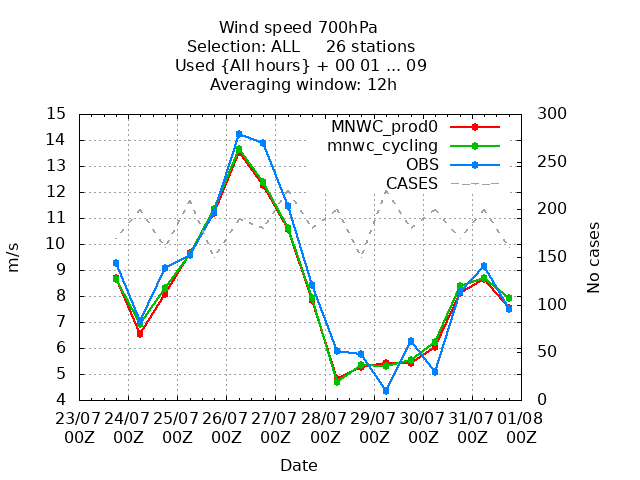 Wind speed 700hPa
Selection: ALL 26 stations
Used {All hours} + 00 01 ... 09
Averaging window: 12h
MNWC_prod0
mnwc_cycling
OBS
CASES
15
14
13
12
11
10
9
8
7
6
5
4
m/s
300
250
200
150
100
50
0
No cases
23/07 24/07 25/07 26/07 27/07 28/07 29/07 30/07 31/07 01/08
00Z 00Z 00Z 00Z 00Z 00Z 00Z 00Z 00Z 00Z
Date